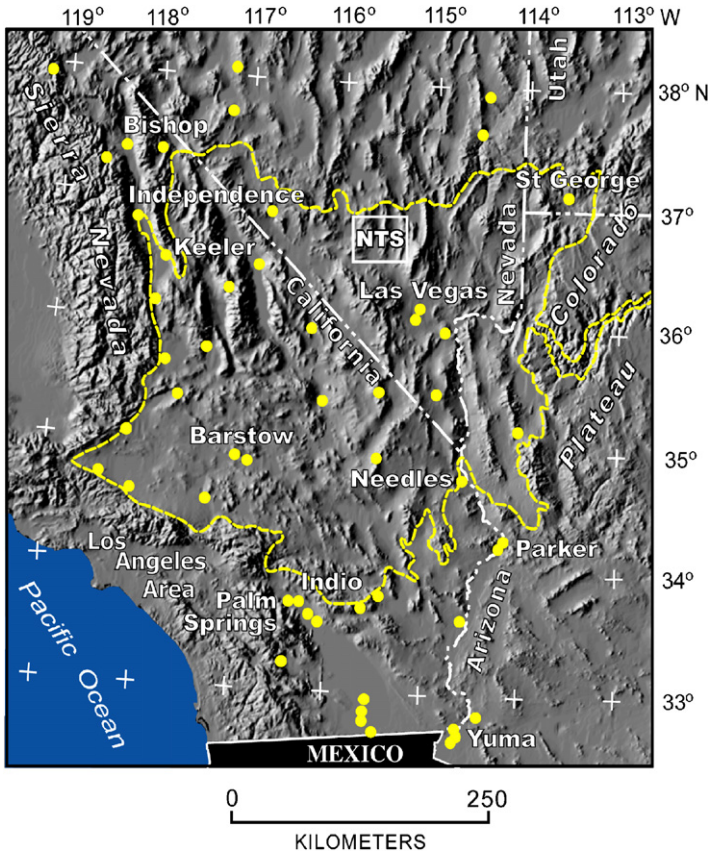 119° 118° 117° 116° 115° 114° 113° W
38° N
Utah
Sierra
Nevada
Bishop
Independence
St George
37°
NTS
Keeler
Nevada
Colorado
Plateau
California
Las Vegas
36°
Barstow
Needles
35°
Los
Angeles
Area
Parker
Indio
34°
Palm
Springs
Arizona
Pacific Ocean
33°
Yuma
MEXICO
0 250
KILOMETERS